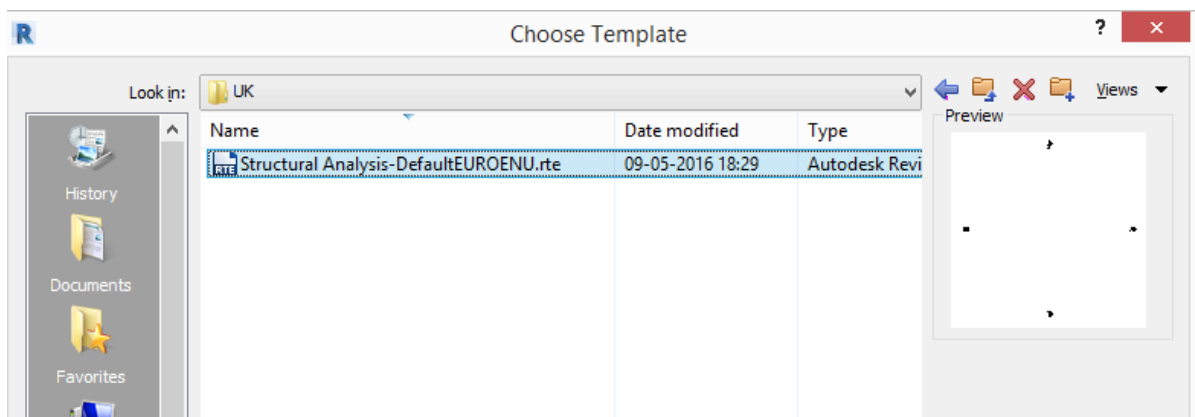 R Choose Template ? ×
Look in: UK Views
Preview
Name Date modified Type
RTE Structural Analysis-DefaultEUROENU.rte 09-05-2016 18:29 Autodesk Revi
History
Documents
Favorites